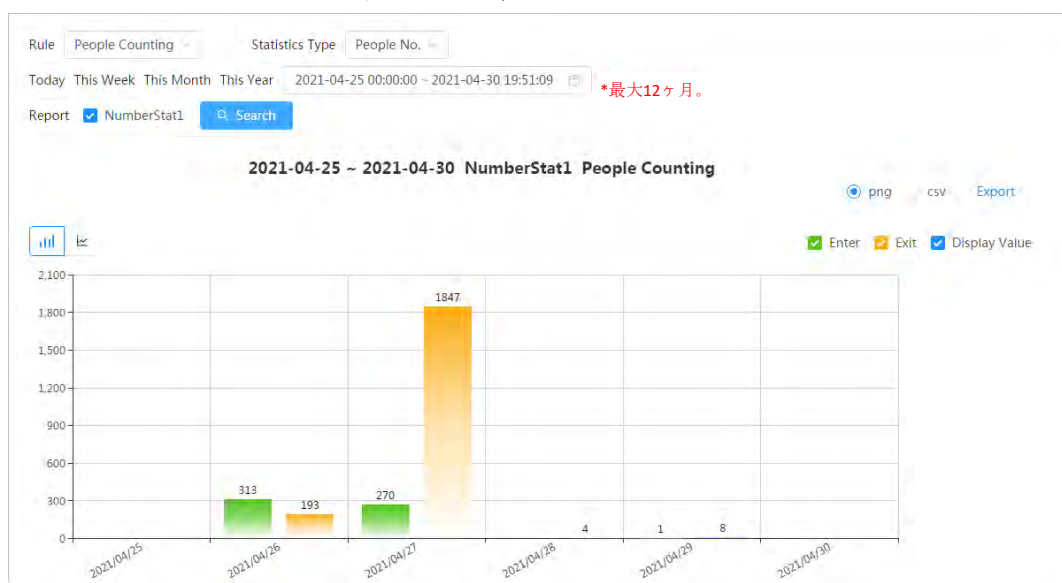 Rule People Counting Statistics Type People No.
Today This Week This Month This Year 2021-04-25 00:00:00 ~ 2021-04-30 19:51:09
*最大12ヶ月。
Report NumberStat1 Search
2021-04-25 ~ 2021-04-30 NumberStat1 People Counting
png csv Export
Enter Exit Display Value
2,100
1847
1,800
1,500
1,200
900
600
313
270
300
193
4 1 8
0
2021/04/25 2021/04/26 2021/04/27 2021/04/28 2021/04/29 2021/04/30